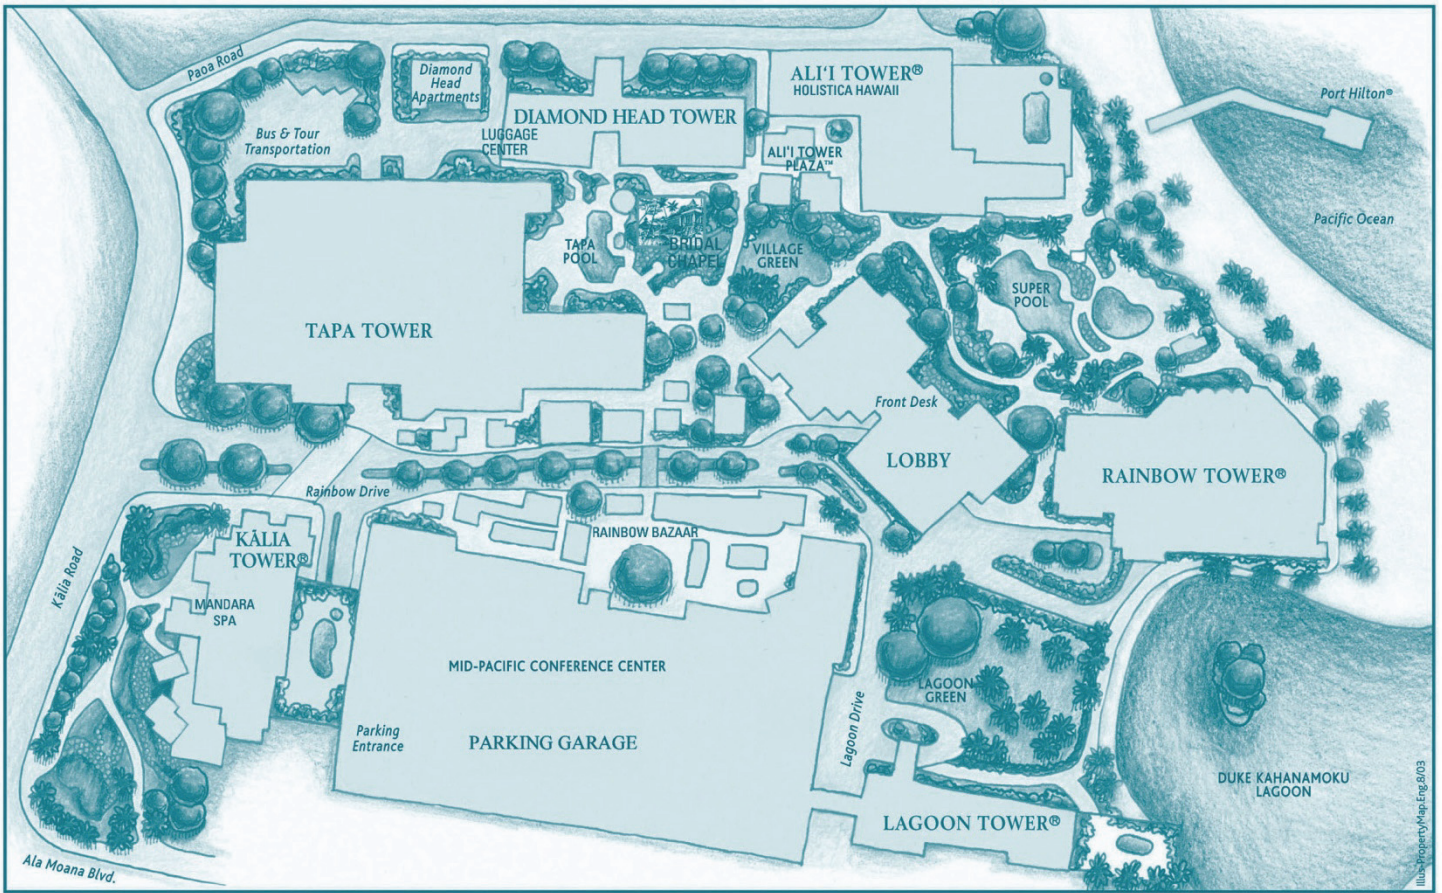 Paoa Road
Diamond
Head
Apartments
ALI'I TOWER®
HOLISTICA HAWAII
Port Hilton®
DIAMOND HEAD TOWER
Bus & Tour
Transportation
LUGGAGE
CENTER
ALI'I TOWER
PLAZA™
Pacific Ocean
TAPA
POOL
BRIDAL
CHAPEL
VILLAGE
GREEN
SUPER
POOL
TAPA TOWER
Front Desk
LOBBY
RAINBOW TOWER®
Rainbow Drive
RAINBOW BAZAAR
KĀLIA
TOWER®
Kālia Road
MANDARA
SPA
MID-PACIFIC CONFERENCE CENTER
LAGOON
GREEN
Parking
Entrance
PARKING GARAGE
Lagoon Drive
DUKE KAHANAMOKU
LAGOON
LAGOON TOWER®
Ala Moana Blvd.
Illus-PropertyMap.Eng.8/03